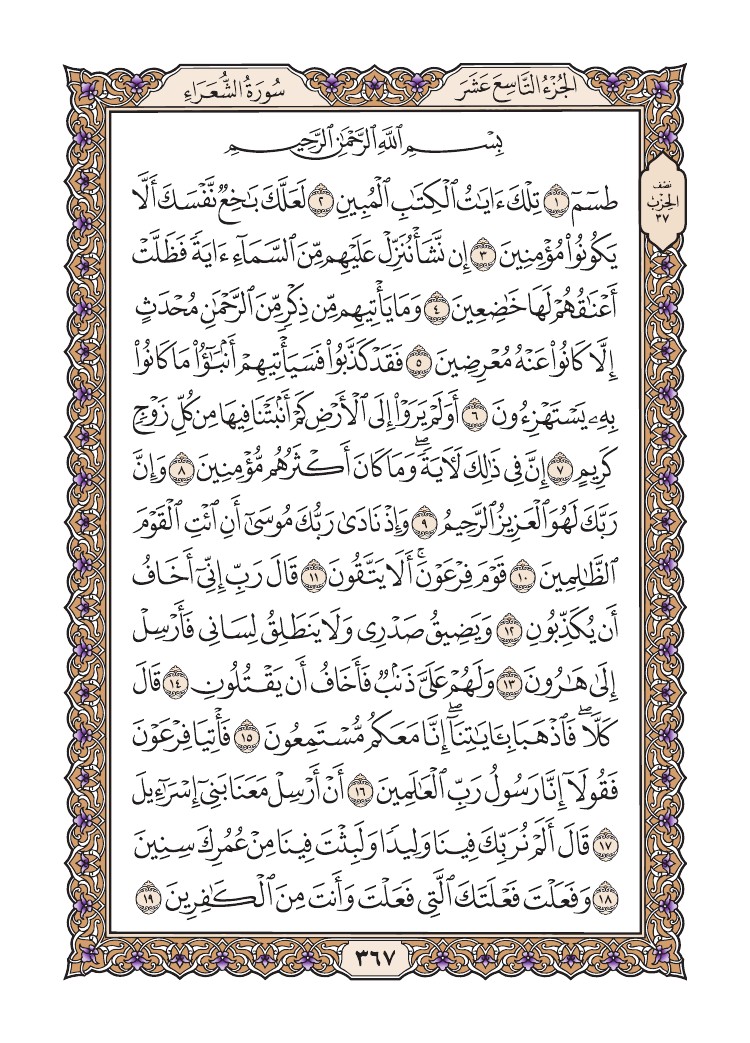 الجُزْءُ التَّاسِعَ عَشَرَ
سُورَةُ الشُّعَرَاءِ
نصف
الحِزْب
٣٧
بِسْمِ ٱللَّهِ ٱلرَّحْمَٰنِ ٱلرَّحِيمِ
طسٓمٓ ١ تِلْكَ ءَايَٰتُ ٱلْكِتَٰبِ ٱلْمُبِينِ ٢ لَعَلَّكَ بَٰخِعٌ نَّفْسَكَ أَلَّا
يَكُونُوا۟ مُؤْمِنِينَ ٣ إِن نَّشَأْ نُنَزِّلْ عَلَيْهِم مِّنَ ٱلسَّمَآءِ ءَايَةً فَظَلَّتْ
أَعْنَٰقُهُمْ لَهَا خَٰضِعِينَ ٤ وَمَا يَأْتِيهِم مِّن ذِكْرٍ مِّنَ ٱلرَّحْمَٰنِ مُحْدَثٍ
إِلَّا كَانُوا۟ عَنْهُ مُعْرِضِينَ ٥ فَقَدْ كَذَّبُوا۟ فَسَيَأْتِيهِمْ أَنۢبَٰٓؤُا۟ مَا كَانُوا۟
بِهِۦ يَسْتَهْزِءُونَ ٦ أَوَلَمْ يَرَوْا۟ إِلَى ٱلْأَرْضِ كَمْ أَنۢبَتْنَا فِيهَا مِن كُلِّ زَوْجٍ
كَرِيمٍ ٧ إِنَّ فِى ذَٰلِكَ لَءَايَةً ۖ وَمَا كَانَ أَكْثَرُهُم مُّؤْمِنِينَ ٨ وَإِنَّ
رَبَّكَ لَهُوَ ٱلْعَزِيزُ ٱلرَّحِيمُ ٩ وَإِذْ نَادَىٰ رَبُّكَ مُوسَىٰٓ أَنِ ٱئْتِ ٱلْقَوْمَ
ٱلظَّٰلِمِينَ ١٠ قَوْمَ فِرْعَوْنَ ۚ أَلَا يَتَّقُونَ ١١ قَالَ رَبِّ إِنِّىٓ أَخَافُ
أَن يُكَذِّبُونِ ١٢ وَيَضِيقُ صَدْرِى وَلَا يَنطَلِقُ لِسَانِى فَأَرْسِلْ
إِلَىٰ هَٰرُونَ ١٣ وَلَهُمْ عَلَىَّ ذَنۢبٌ فَأَخَافُ أَن يَقْتُلُونِ ١٤ قَالَ
كَلَّا ۖ فَٱذْهَبَا بِـَٔايَٰتِنَآ ۖ إِنَّا مَعَكُم مُّسْتَمِعُونَ ١٥ فَأْتِيَا فِرْعَوْنَ
فَقُولَآ إِنَّا رَسُولُ رَبِّ ٱلْعَٰلَمِينَ ١٦ أَنْ أَرْسِلْ مَعَنَا بَنِىٓ إِسْرَٰٓءِيلَ
١٧ قَالَ أَلَمْ نُرَبِّكَ فِينَا وَلِيدًا وَلَبِثْتَ فِينَا مِنْ عُمُرِكَ سِنِينَ
١٨ وَفَعَلْتَ فَعْلَتَكَ ٱلَّتِى فَعَلْتَ وَأَنتَ مِنَ ٱلْكَٰفِرِينَ ١٩
٣٦٧